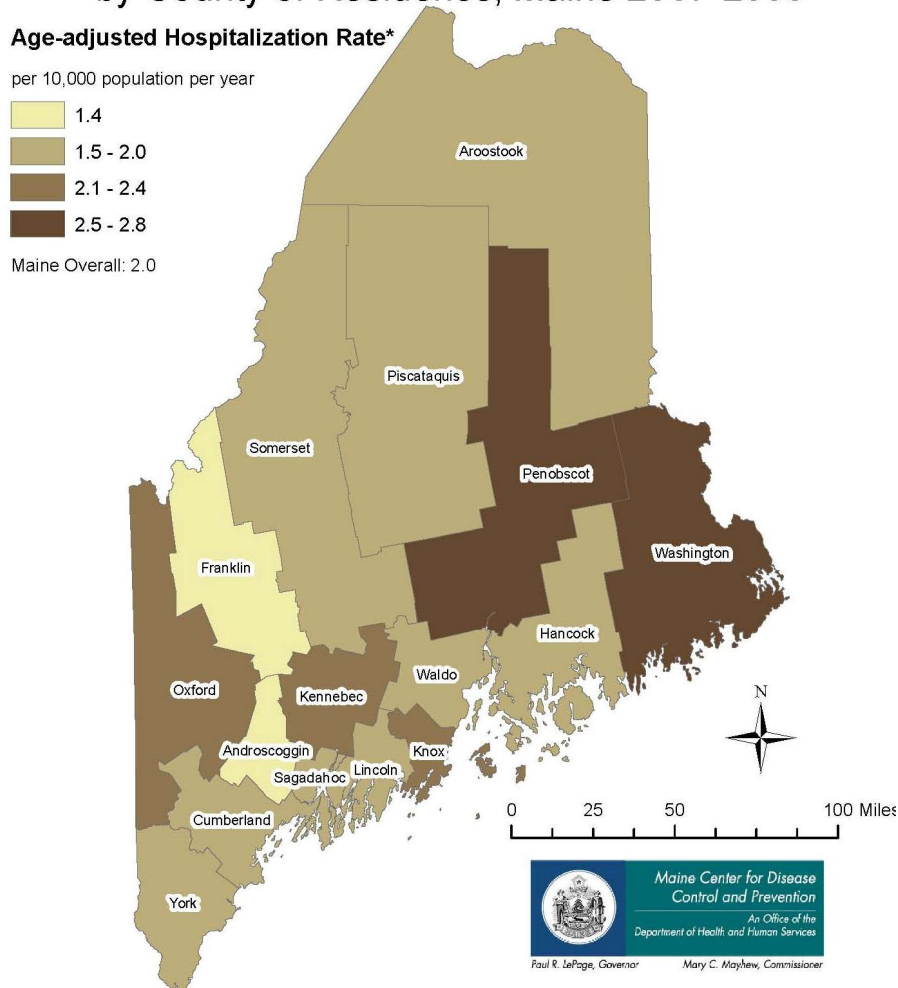 Age-adjusted Hospitalization Rate*
per 10,000 population per year
1.4
1.5 - 2.0
2.1 - 2.4
2.5 - 2.8
Maine Overall: 2.0
Aroostook
Piscataquis
Somerset
Penobscot
Washington
Franklin
Hancock
Waldo
Oxford
Kennebec
Knox
Androscoggin
Lincoln
Sagadahoc
Cumberland
York
N
0 25 50 100 Miles
Maine Center for Disease
Control and Prevention
An Office of the
Department of Health and Human Services
Paul R. LePage, Governor Mary C. Mayhew, Commissioner